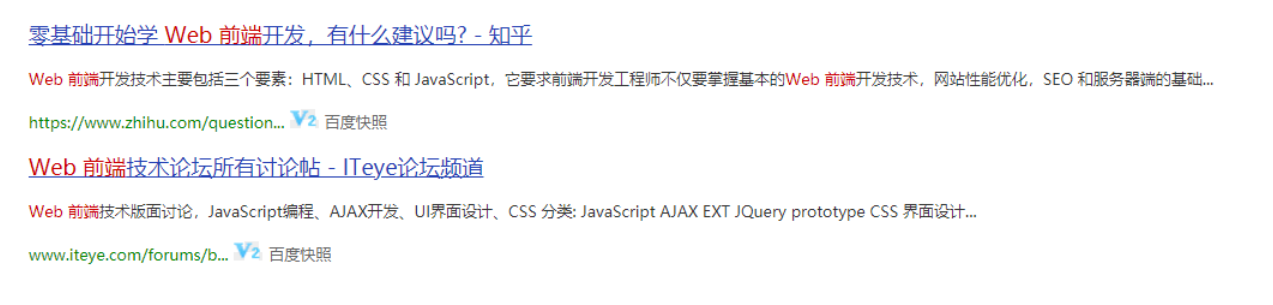 零基础开始学 Web 前端开发，有什么建议吗? - 知乎
Web 前端开发技术主要包括三个要素：HTML、CSS 和 JavaScript，它要求前端开发工程师不仅要掌握基本的Web 前端开发技术，网站性能优化，SEO 和服务器端的基础...
https://www.zhihu.com/question... V2 百度快照
Web 前端技术论坛所有讨论帖 - ITeye论坛频道
Web 前端技术版面讨论，JavaScript编程、AJAX开发、UI界面设计、CSS 分类: JavaScript AJAX EXT JQuery prototype CSS 界面设计...
www.iteye.com/forums/b... V2 百度快照